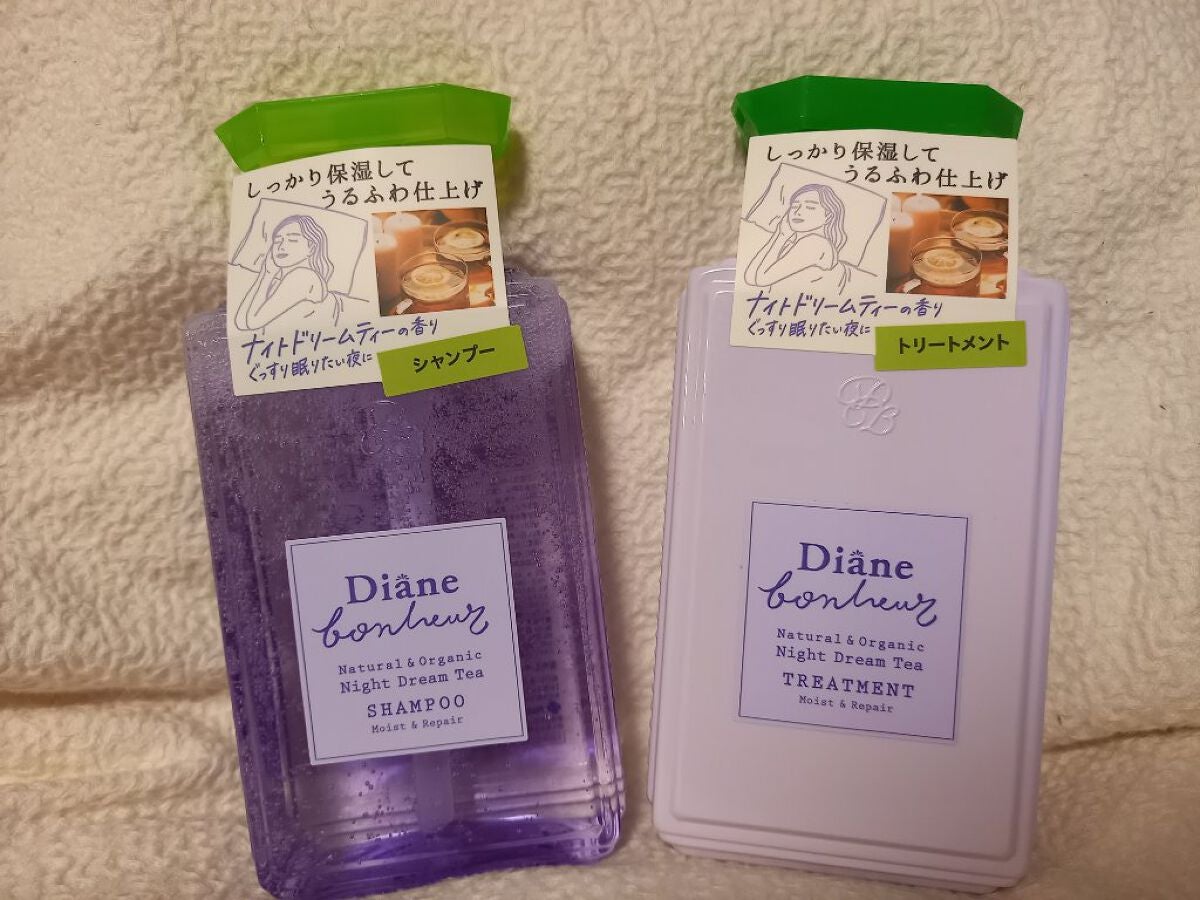 しっかり保湿して
うるふわ仕上げ
ナイトドリームティーの香り
ぐっすり眠りたい夜に
シャンプー
Diane
bonheur
Natural & Organic
Night Dream Tea
SHAMPOO
Moist & Repair
しっかり保湿して
うるふわ仕上げ
ナイトドリームティーの香り
ぐっすり眠りたい夜に
トリートメント
DB
Diane
bonheur
Natural & Organic
Night Dream Tea
TREATMENT
Moist & Repair